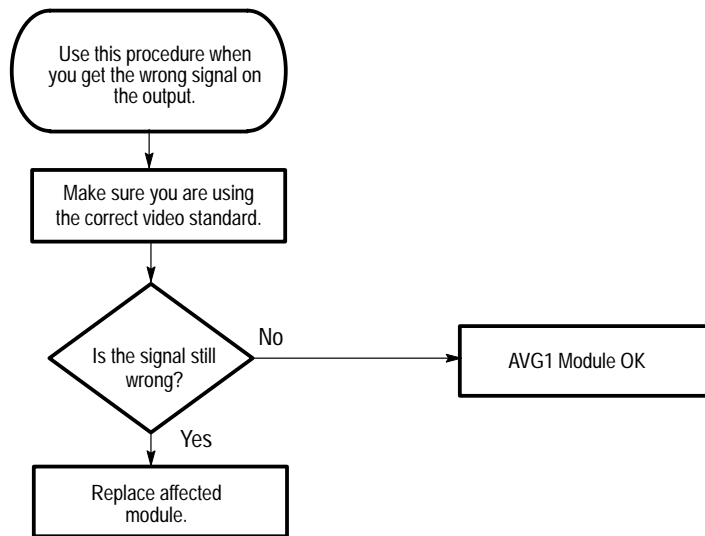 Use this procedure when
you get the wrong signal on
the output.
Make sure you are using
the correct video standard.
Is the signal still
wrong?
No
AVG1 Module OK
Yes
Replace affected
module.